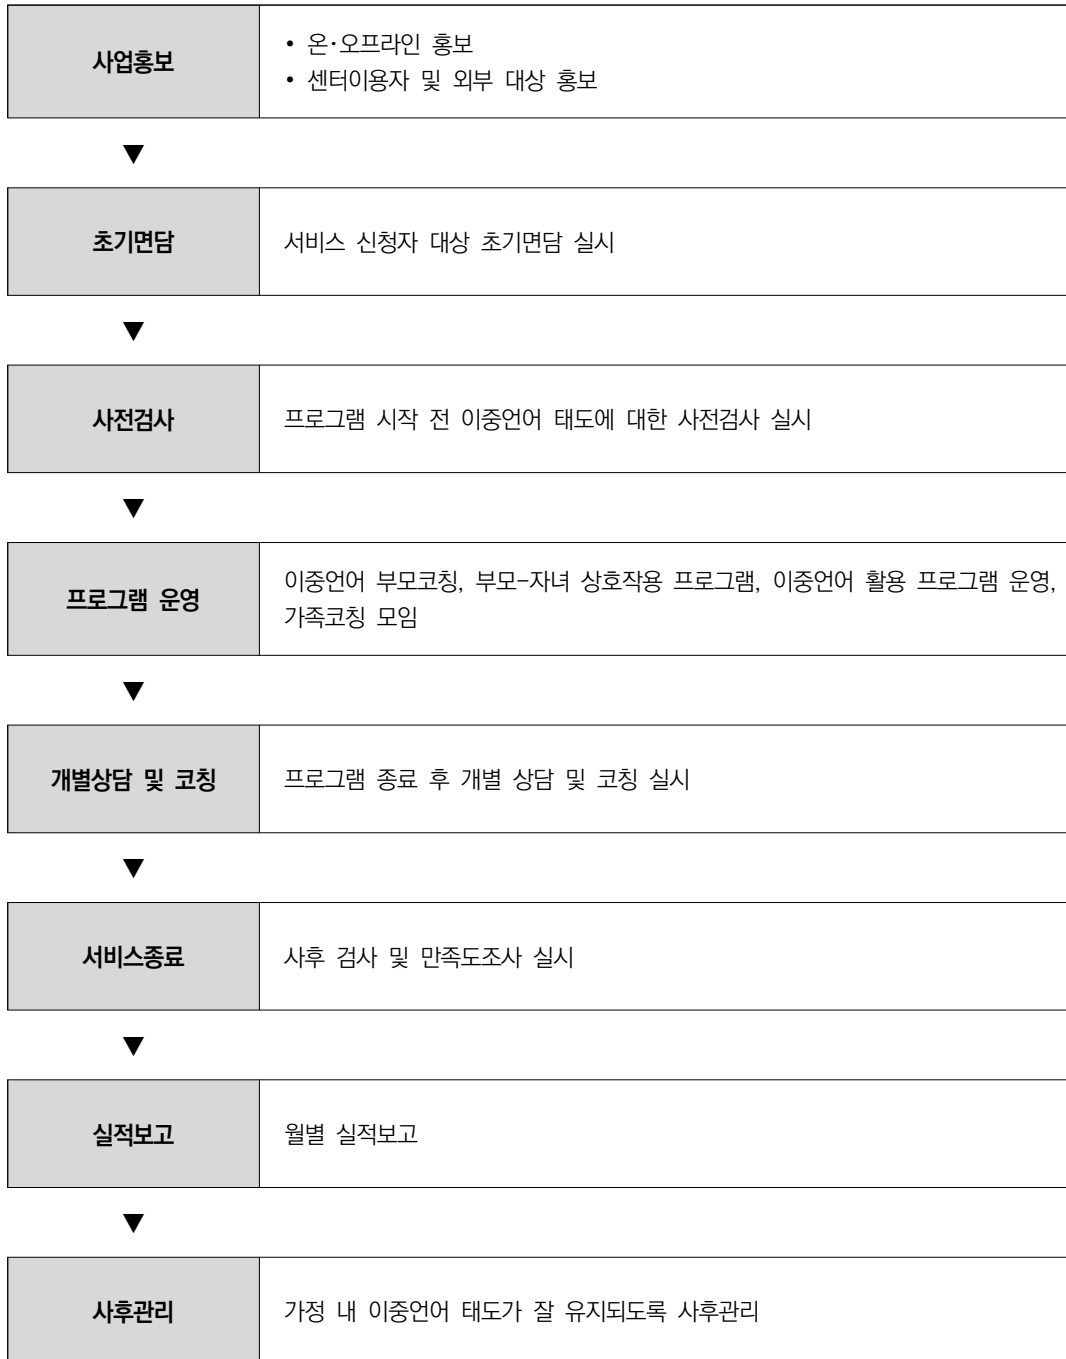 사업홍보
• 온·오프라인 홍보
• 센터이용자 및 외부 대상 홍보
▼
초기면담
서비스 신청자 대상 초기면담 실시
▼
사전검사
프로그램 시작 전 이중언어 태도에 대한 사전검사 실시
▼
프로그램 운영
이중언어 부모코칭, 부모-자녀 상호작용 프로그램, 이중언어 활용 프로그램 운영,
가족코칭 모임
▼
개별상담 및 코칭
프로그램 종료 후 개별 상담 및 코칭 실시
▼
서비스종료
사후 검사 및 만족도조사 실시
▼
실적보고
월별 실적보고
▼
사후관리
가정 내 이중언어 태도가 잘 유지되도록 사후관리